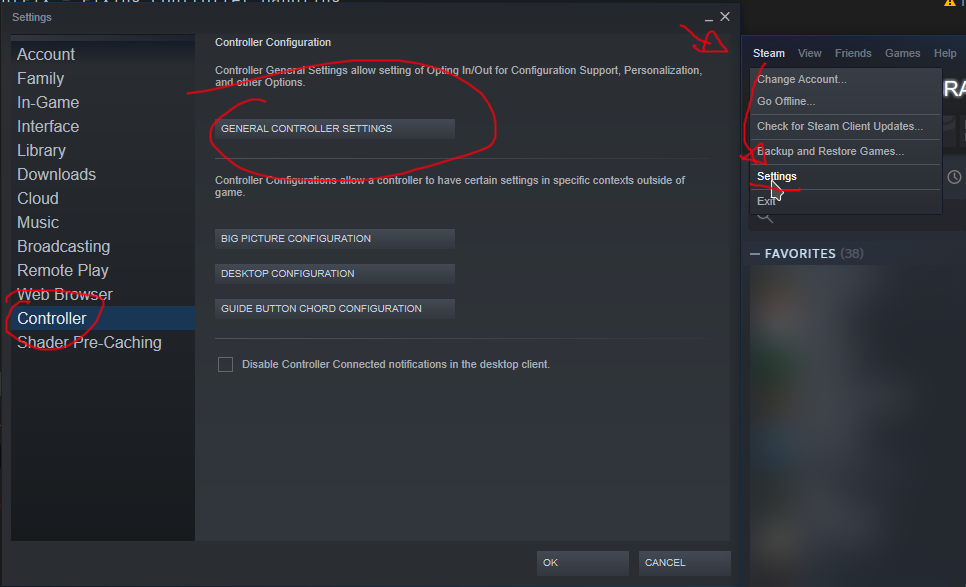 Settings
Account
Family
In-Game
Interface
Library
Downloads
Cloud
Music
Broadcasting
Remote Play
Web Browser
Controller
Shader Pre-Caching
Controller Configuration
Controller General Settings allow setting of Opting In/Out for Configuration Support, Personalization,
and other Options.
GENERAL CONTROLLER SETTINGS
Controller Configurations allow a controller to have certain settings in specific contexts outside of
game.
BIG PICTURE CONFIGURATION
DESKTOP CONFIGURATION
GUIDE BUTTON CHORD CONFIGURATION
Disable Controller Connected notifications in the desktop client.
OK CANCEL
Steam View Friends Games Help
Change Account...
Go Offline...
Check for Steam Client Updates...
Backup and Restore Games...
Settings
Exit
FAVORITES (38)